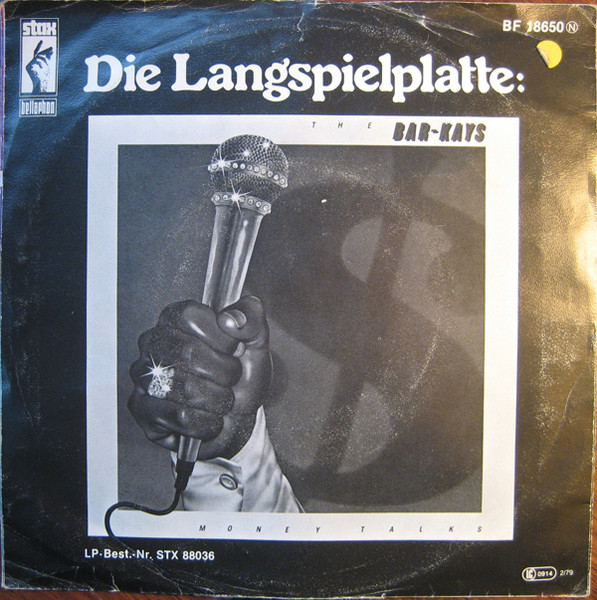 stax
BF 18650 N
bellaphon
Die Langspielplatte:
THE BAR-KAYS
MONEY TALKS
LP-Best.-Nr. STX 88036
LC 0914 2/79